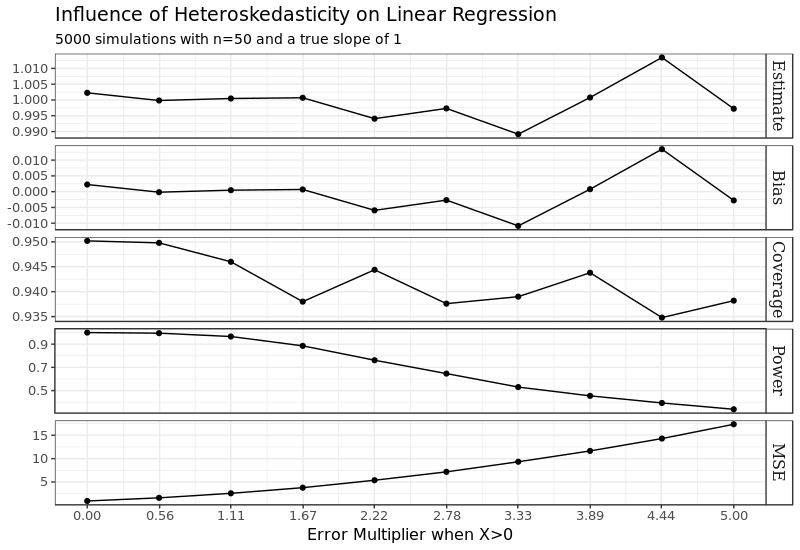 Influence of Heteroskedasticity on Linear Regression
5000 simulations with n=50 and a true slope of 1
1.010
1.005
1.000
0.995
0.990
Estimate
0.010
0.005
0.000
-0.005
-0.010
Bias
0.950
0.945
0.940
0.935
Coverage
0.9
0.7
0.5
Power
15
10
5
MSE
0.00 0.56 1.11 1.67 2.22 2.78 3.33 3.89 4.44 5.00
Error Multiplier when X>0